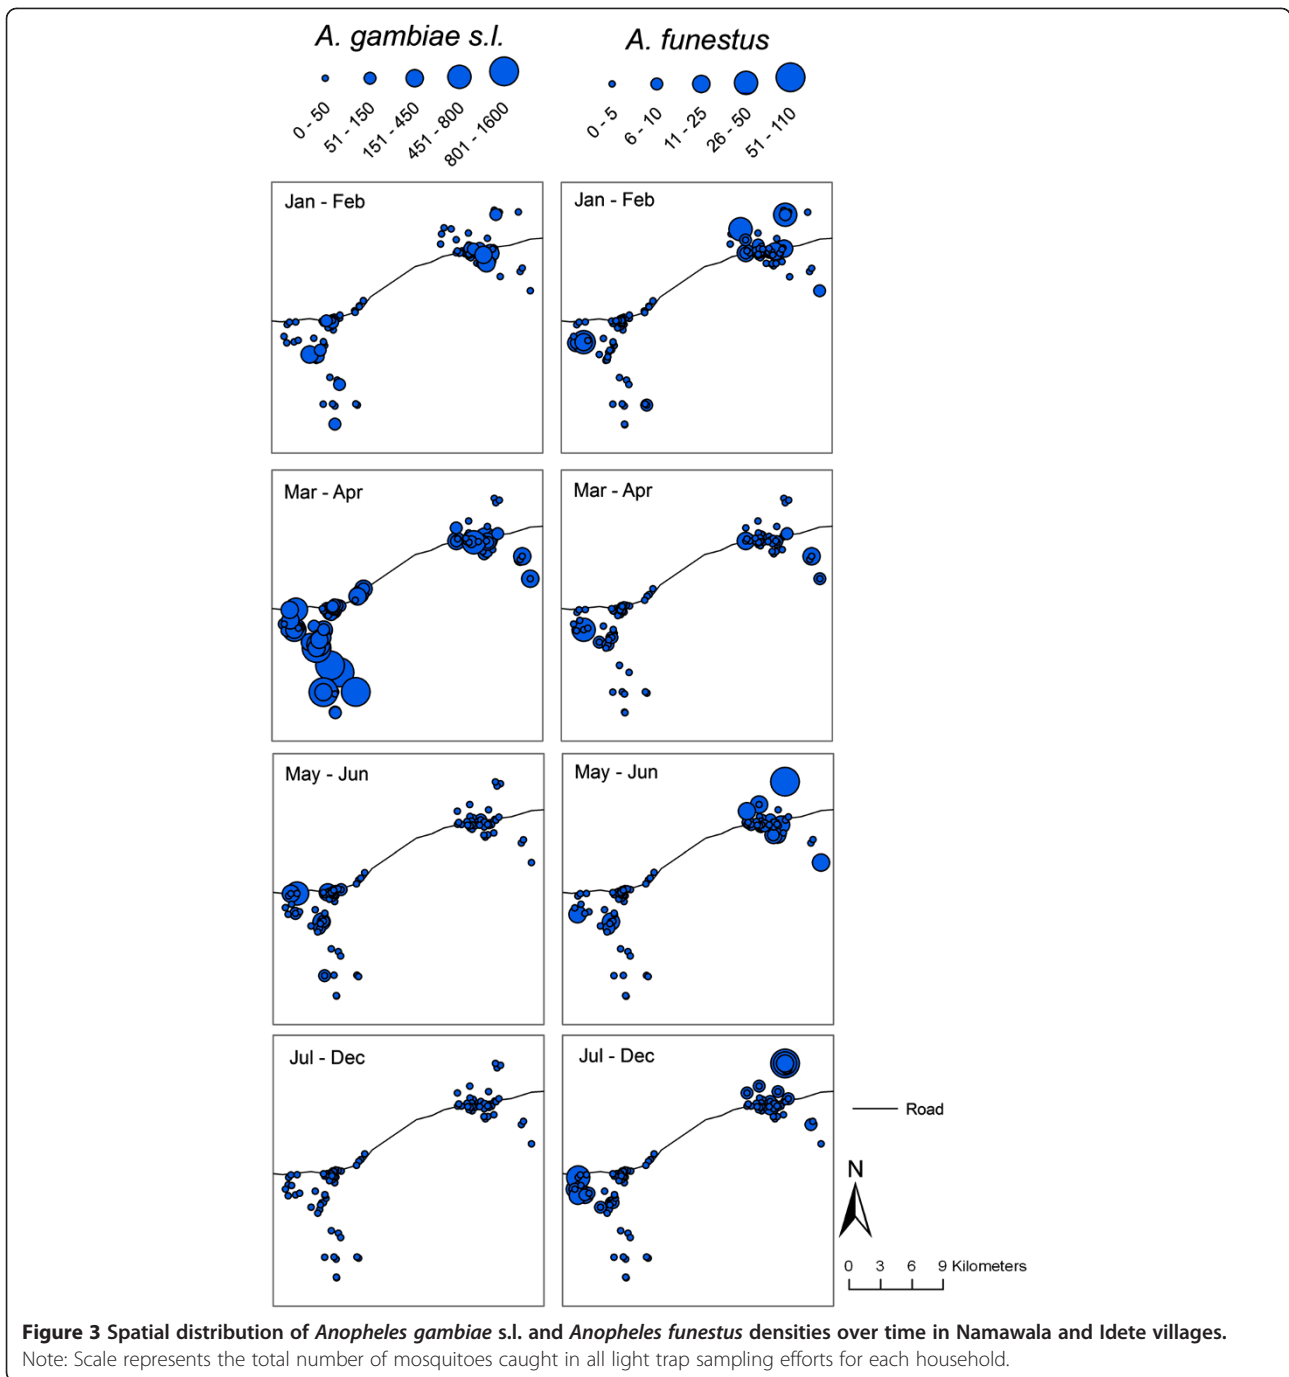 A. gambiae s.l.
A. funestus
0 - 50
51 - 150
151 - 450
451 - 800
801 - 1600
0 - 5
6 - 10
11 - 25
26 - 50
51 - 110
Jan - Feb
Jan - Feb
Mar - Apr
Mar - Apr
May - Jun
May - Jun
Jul - Dec
Jul - Dec
Road
N
0 3 6 9 Kilometers
Figure 3 Spatial distribution of Anopheles gambiae s.l. and Anopheles funestus densities over time in Namawala and Idete villages.
Note: Scale represents the total number of mosquitoes caught in all light trap sampling efforts for each household.